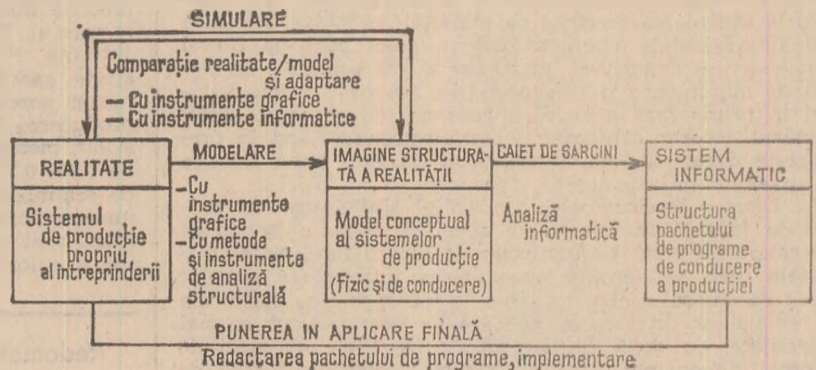 SIMULARE
Comparație realitate/model
și adaptare
— Cu instrumente grafice
— Cu instrumente informatice
REALITATE
Sistemul
de producție
propriu
al întreprinderii
MODELARE
-Cu
instrumente
grafice
-Cu metode
și instrumente
de analiză
structurală
IMAGINE STRUCTURA-
TĂ A REALITĂȚII
Model conceptual
al sistemelor
de producție
(Fizic și de conducere)
CAIET DE SARCINI
Analiză
informatică
SISTEM
INFORMATIC
Structura
pachetului
de programe
de conducere
a producției
PUNEREA IN APLICARE FINALĂ
Redactarea pachetului de programe, implementare